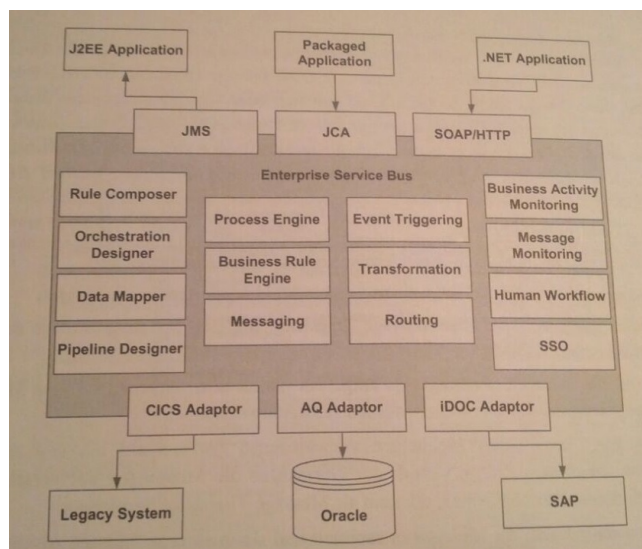 J2EE Application
Packaged
Application
.NET Application
JMS
JCA
SOAP/HTTP
Enterprise Service Bus
Rule Composer
Orchestration
Designer
Data Mapper
Pipeline Designer
Process Engine
Business Rule
Engine
Messaging
Event Triggering
Transformation
Routing
Business Activity
Monitoring
Message
Monitoring
Human Workflow
SSO
CICS Adaptor
AQ Adaptor
iDOC Adaptor
Legacy System
Oracle
SAP